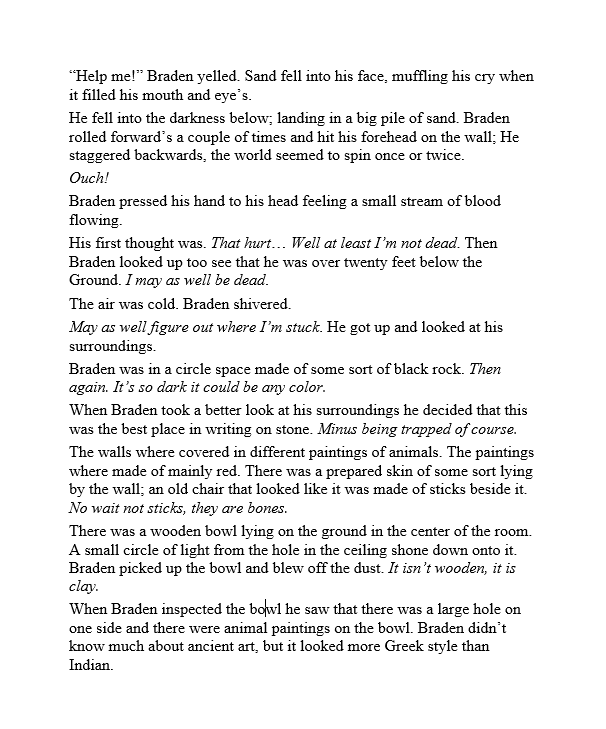 “Help me!” Braden yelled. Sand fell into his face, muffling his cry when
it filled his mouth and eye’s.
He fell into the darkness below; landing in a big pile of sand. Braden
rolled forward’s a couple of times and hit his forehead on the wall; He
staggered backwards, the world seemed to spin once or twice.
Ouch!
Braden pressed his hand to his head feeling a small stream of blood
flowing.
His first thought was. That hurt… Well at least I’m not dead. Then
Braden looked up too see that he was over twenty feet below the
Ground. I may as well be dead.
The air was cold. Braden shivered.
May as well figure out where I’m stuck. He got up and looked at his
surroundings.
Braden was in a circle space made of some sort of black rock. Then
again. It’s so dark it could be any color.
When Braden took a better look at his surroundings he decided that this
was the best place in writing on stone. Minus being trapped of course.
The walls where covered in different paintings of animals. The paintings
where made of mainly red. There was a prepared skin of some sort lying
by the wall; an old chair that looked like it was made of sticks beside it.
No wait not sticks, they are bones.
There was a wooden bowl lying on the ground in the center of the room.
A small circle of light from the hole in the ceiling shone down onto it.
Braden picked up the bowl and blew off the dust. It isn’t wooden, it is
clay.
When Braden inspected the bowl he saw that there was a large hole on
one side and there were animal paintings on the bowl. Braden didn’t
know much about ancient art, but it looked more Greek style than
Indian.